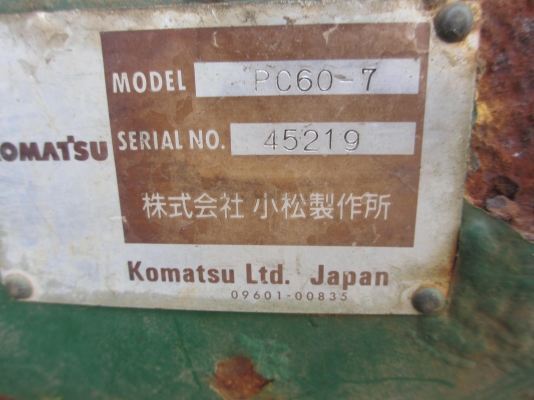 MODEL PC60-7
KOMATSU
SERIAL NO. 45219
株式会社 小松製作所
Komatsu Ltd. Japan
09601-00835